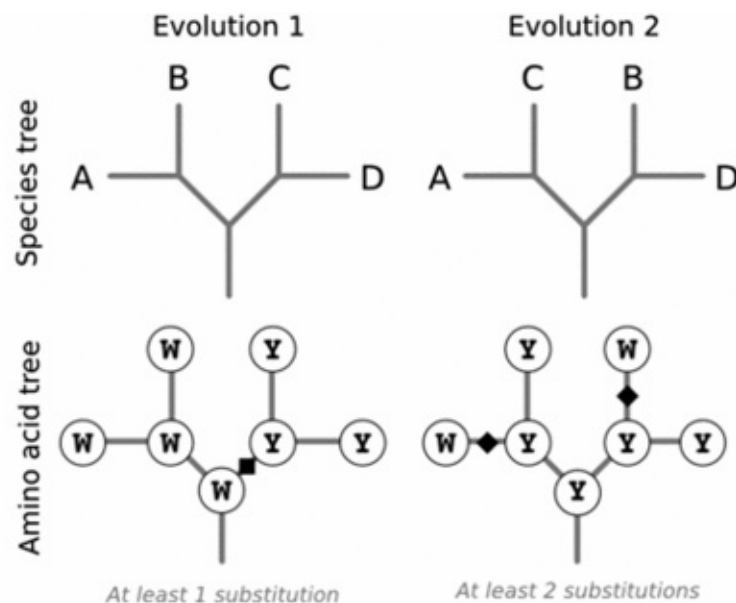 Evolution 1
Evolution 2
Species tree
B
C
A
D
C
B
A
D
Amino acid tree
W
Y
W
W
Y
Y
W
Y
W
W
Y
Y
Y
Y
At least 1 substitution
At least 2 substitutions